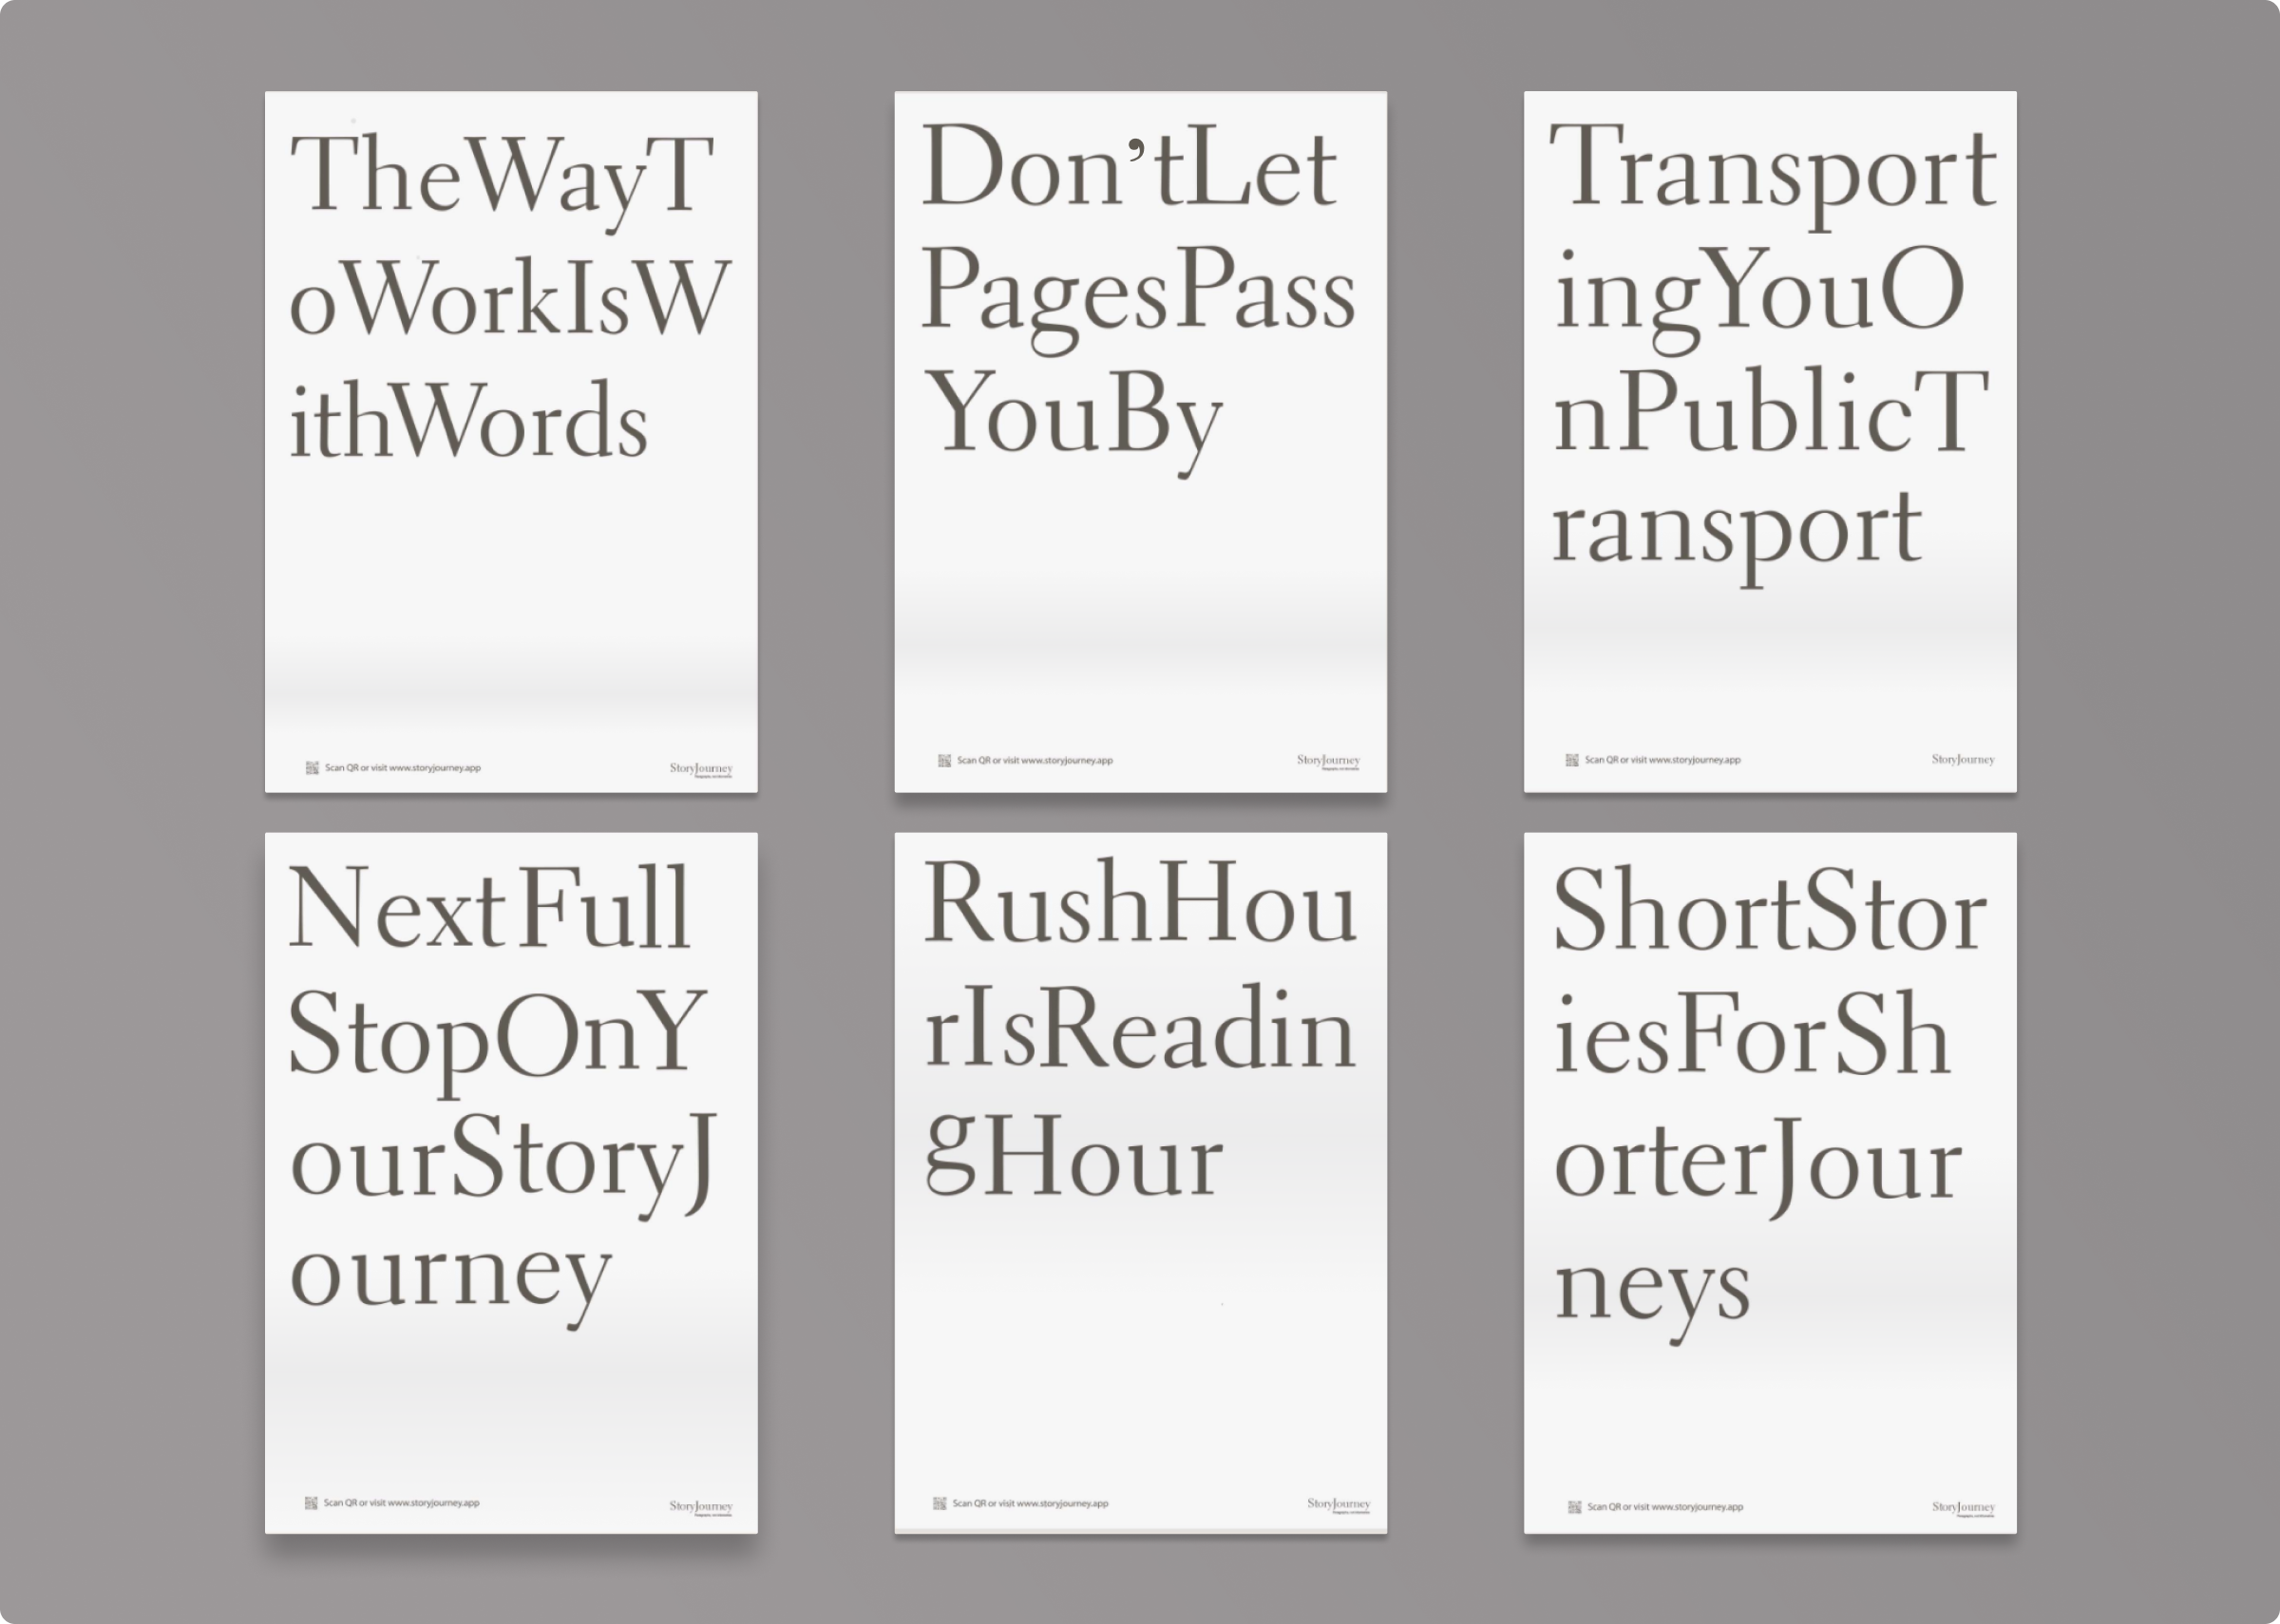 TheWayT
oWorkIsW
ithWords
Scan QR or visit www.storyjourney.app
StoryJourney
Don’tLet
PagesPass
YouBy
Scan QR or visit www.storyjourney.app
StoryJourney
Transport
ingYouO
nPublicT
ransport
Scan QR or visit www.storyjourney.app
StoryJourney
NextFull
StopOnY
ourStoryJ
ourney
Scan QR or visit www.storyjourney.app
StoryJourney
RushHou
rIsReadin
gHour
Scan QR or visit www.storyjourney.app
StoryJourney
ShortStor
iesForSh
orterJour
neys
Scan QR or visit www.storyjourney.app
StoryJourney